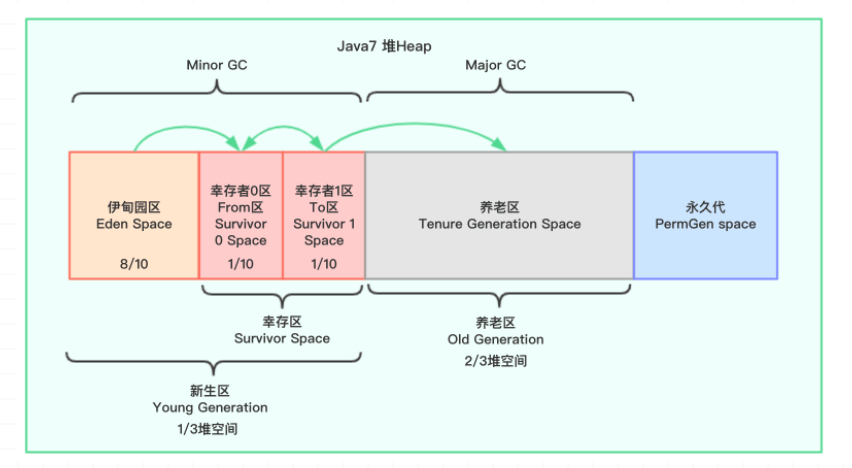 Java7 堆Heap
Minor GC
Major GC
伊甸园区
Eden Space
8/10
幸存者0区
From区
Survivor
0 Space
1/10
幸存者1区
To区
Survivor 1
Space
1/10
养老区
Tenure Generation Space
永久代
PermGen space
幸存区
Survivor Space
养老区
Old Generation
2/3堆空间
新生区
Young Generation
1/3堆空间